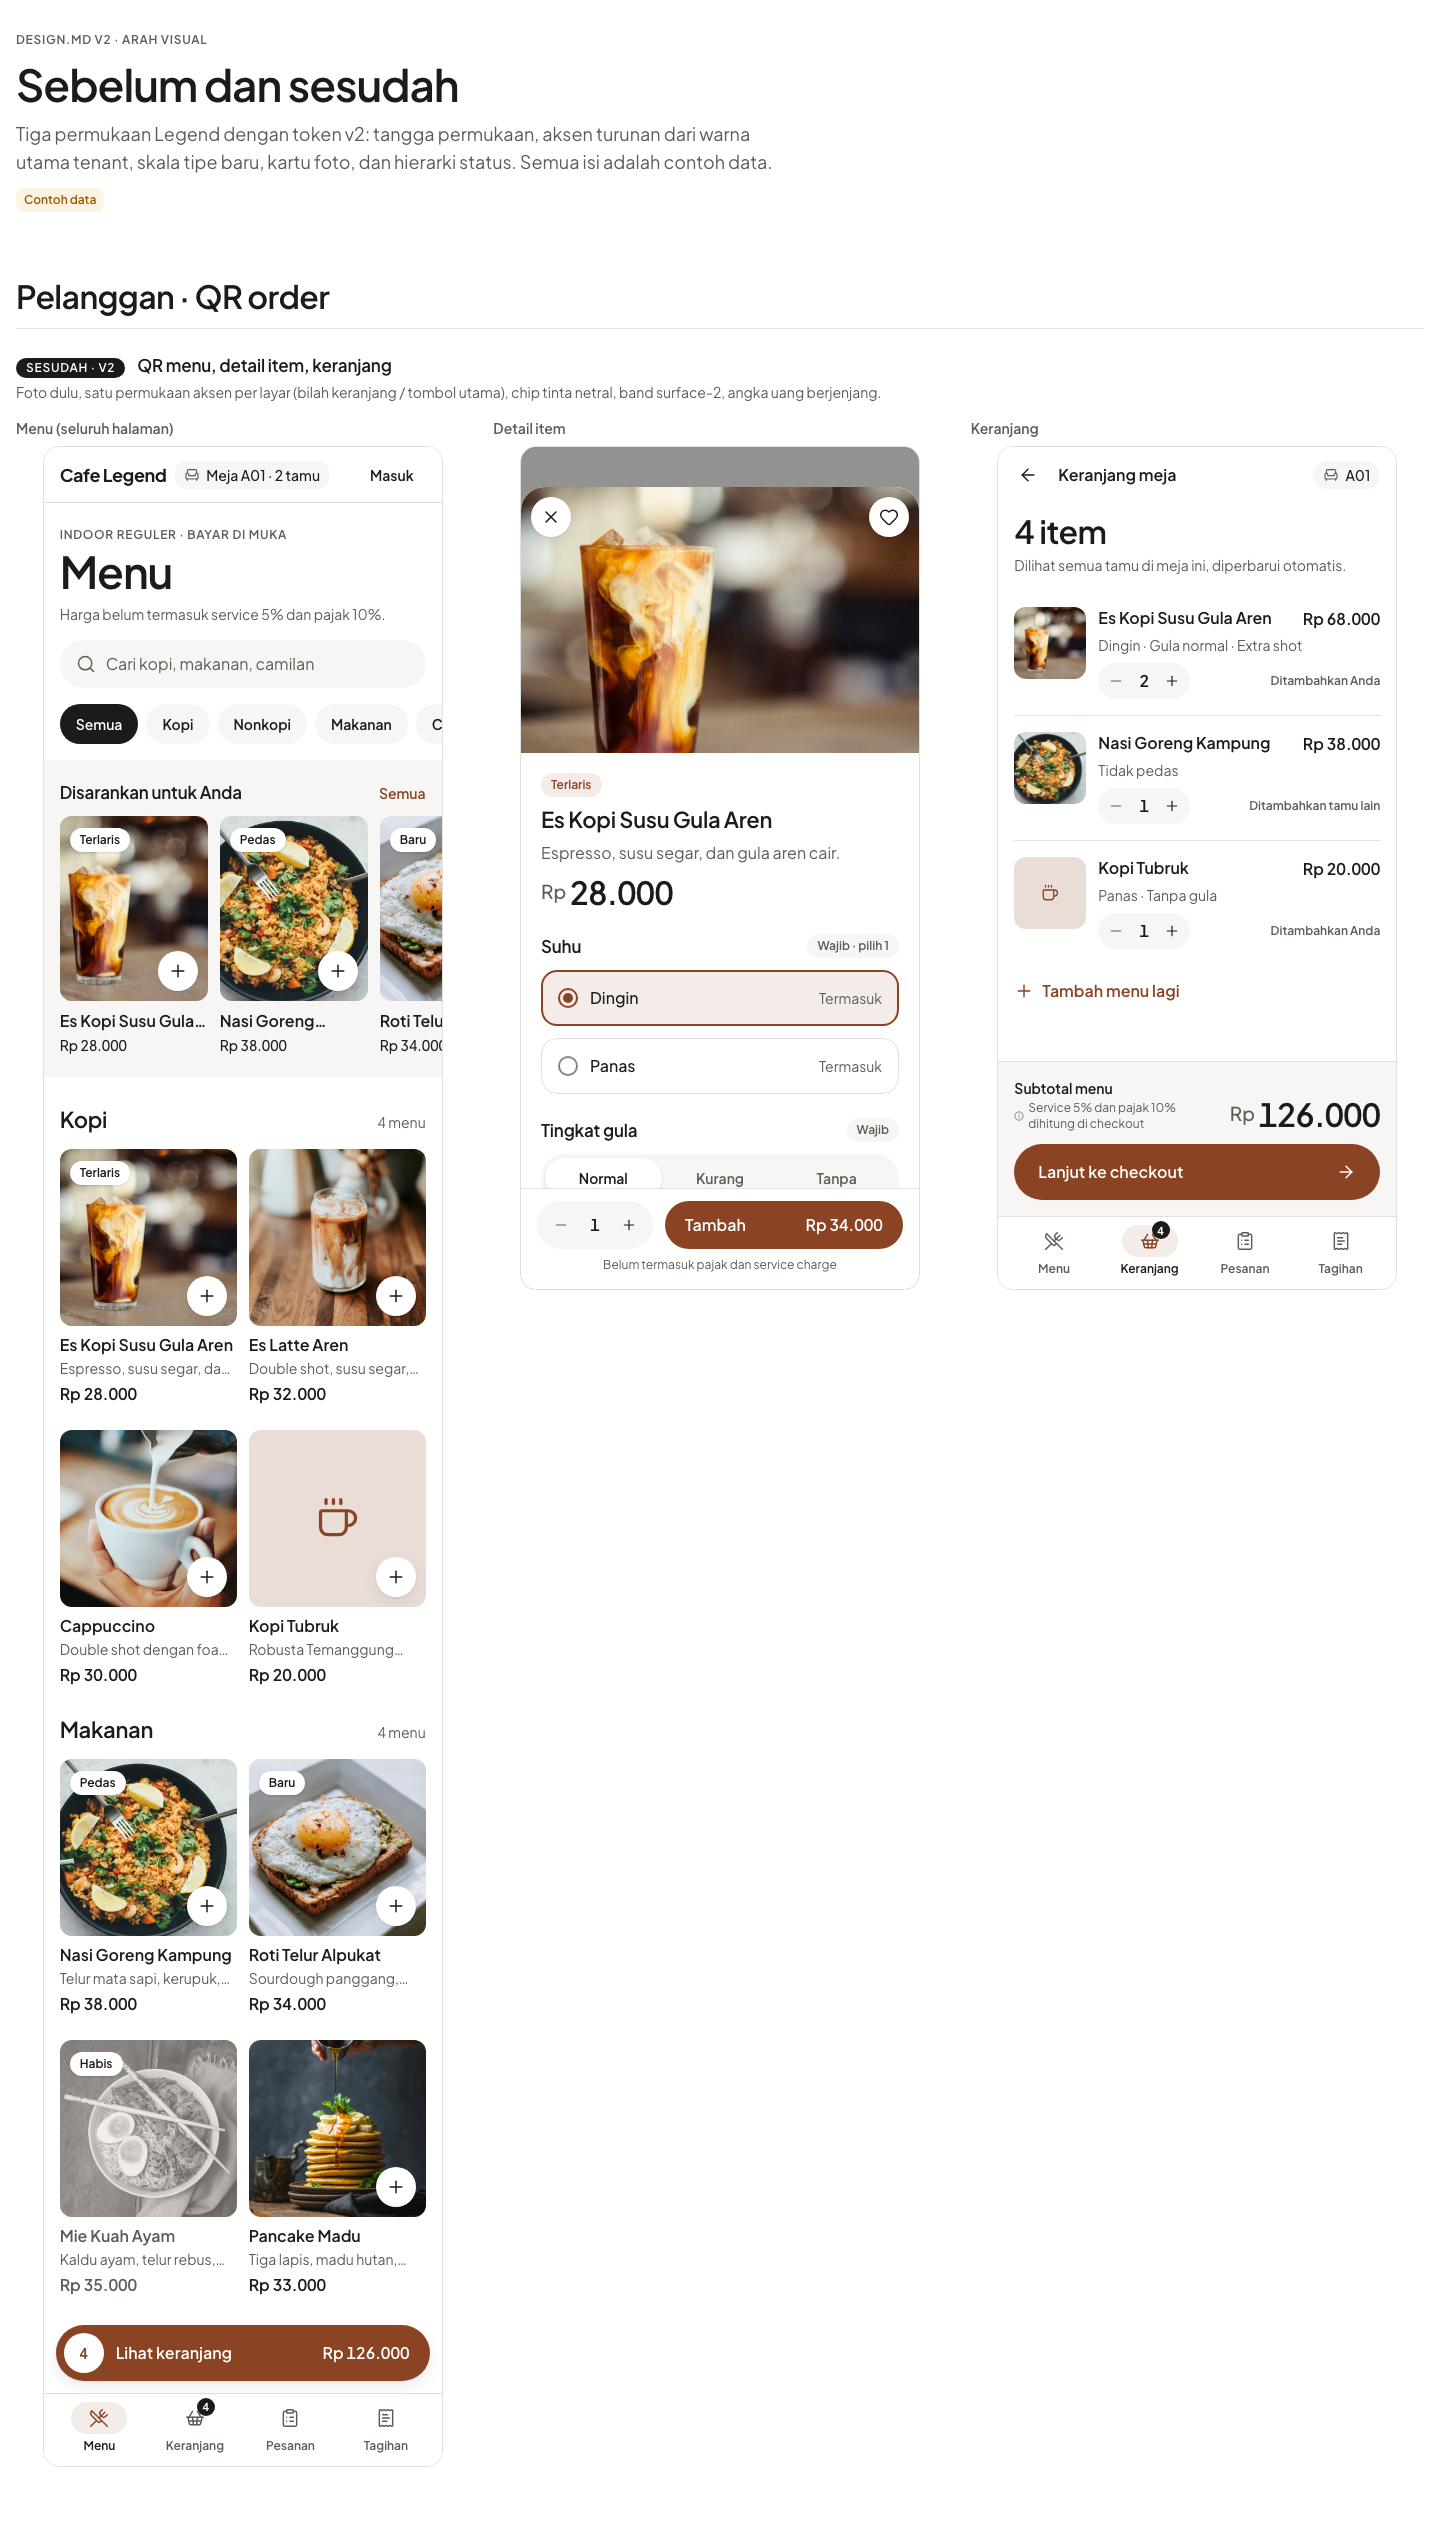 DESIGN.MD V2 · ARAH VISUAL
Sebelum dan sesudah
Tiga permukaan Legend dengan token v2: tangga permukaan, aksen turunan dari warna
utama tenant, skala tipe baru, kartu foto, dan hierarki status. Semua isi adalah contoh data.
Contoh data
Pelanggan · QR order
SESUDAH · V2 QR menu, detail item, keranjang
Foto dulu, satu permukaan aksen per layar (bilah keranjang / tombol utama), chip tinta netral, band surface-2, angka uang berjenjang.
Menu (seluruh halaman)
Cafe Legend Meja A01 · 2 tamu Masuk
INDOOR REGULER · BAYAR DI MUKA
Menu
Harga belum termasuk service 5% dan pajak 10%.
Cari kopi, makanan, camilan
Semua Kopi Nonkopi Makanan C
Disarankan untuk Anda Semua
Terlaris Pedas Baru
Es Kopi Susu Gula... Nasi Goreng... Roti Telu
Rp 28.000 Rp 38.000 Rp 34.000
Kopi 4 menu
Terlaris
Es Kopi Susu Gula Aren Es Latte Aren
Espresso, susu segar, da... Double shot, susu segar,...
Rp 28.000 Rp 32.000
Cappuccino Kopi Tubruk
Double shot dengan foa... Robusta Temanggung...
Rp 30.000 Rp 20.000
Makanan 4 menu
Pedas Baru
Nasi Goreng Kampung Roti Telur Alpukat
Telur mata sapi, kerupuk,... Sourdough panggang,...
Rp 38.000 Rp 34.000
Habis
Mie Kuah Ayam Pancake Madu
Kaldu ayam, telur rebus,... Tiga lapis, madu hutan,...
Rp 35.000 Rp 33.000
4 Lihat keranjang Rp 126.000
4
Menu Keranjang Pesanan Tagihan
Detail item
Terlaris
Es Kopi Susu Gula Aren
Espresso, susu segar, dan gula aren cair.
Rp 28.000
Suhu Wajib · pilih 1
Dingin Termasuk
Panas Termasuk
Tingkat gula Wajib
Normal Kurang Tanpa
1 Tambah Rp 34.000
Belum termasuk pajak dan service charge
Keranjang
Keranjang meja A01
4 item
Dilihat semua tamu di meja ini, diperbarui otomatis.
Es Kopi Susu Gula Aren Rp 68.000
Dingin · Gula normal · Extra shot
2 Ditambahkan Anda
Nasi Goreng Kampung Rp 38.000
Tidak pedas
1 Ditambahkan tamu lain
Kopi Tubruk Rp 20.000
Panas · Tanpa gula
1 Ditambahkan Anda
Tambah menu lagi
Subtotal menu
Service 5% dan pajak 10%
dihitung di checkout
Rp 126.000
Lanjut ke checkout
4
Menu Keranjang Pesanan Tagihan